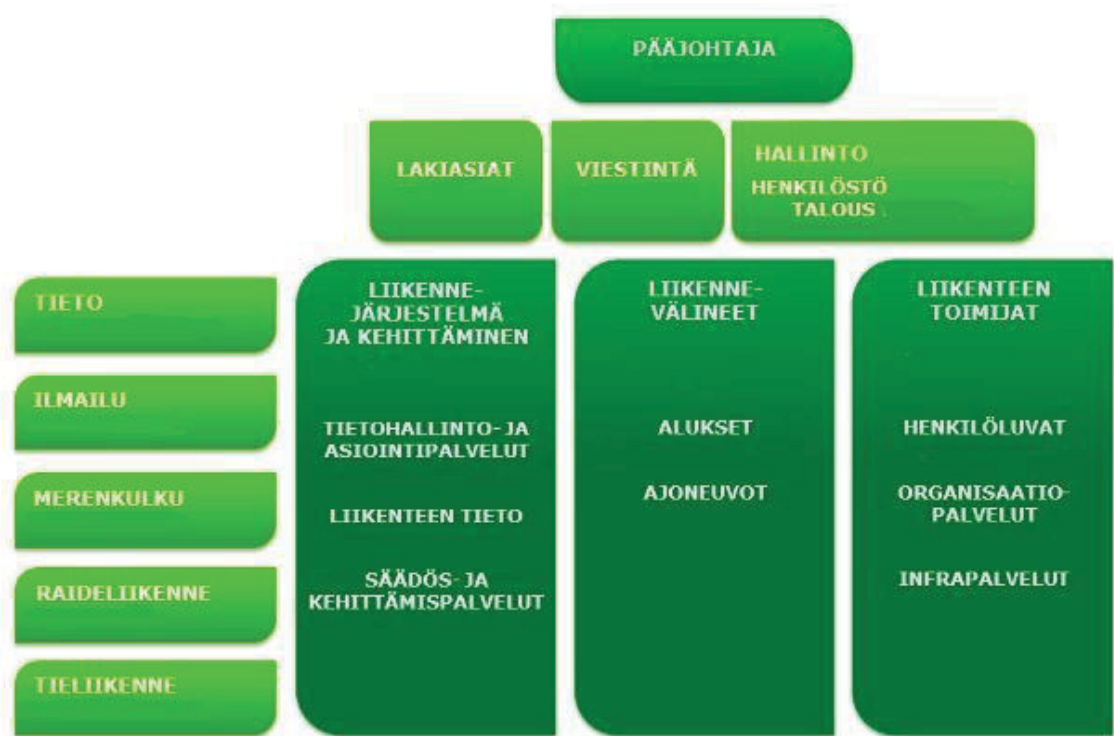 PÄÄJOHTAJA
LAKIASIAT
VIESTINTÄ
HALLINTO
HENKILÖSTÖ
TALOUS
TIETO
ILMAILU
MERENKULKU
RAIDELIIKENNE
TIELIIKENNE
LIIKENNE-
JÄRJESTELMÄ
JA KEHITTÄMINEN
TIETOHALLINTO- JA
ASIOINTIPALVELUT
LIIKENTEEN TIETO
SÄÄDÖS- JA
KEHITTÄMISPALVELUT
LIIKENNE-
VÄLINEET
ALUKSET
AJONEUVOT
LIIKENTEEN
TOIMIJAT
HENKILÖLUVAT
ORGANISAATIO-
PALVELUT
INFRAPALVELUT